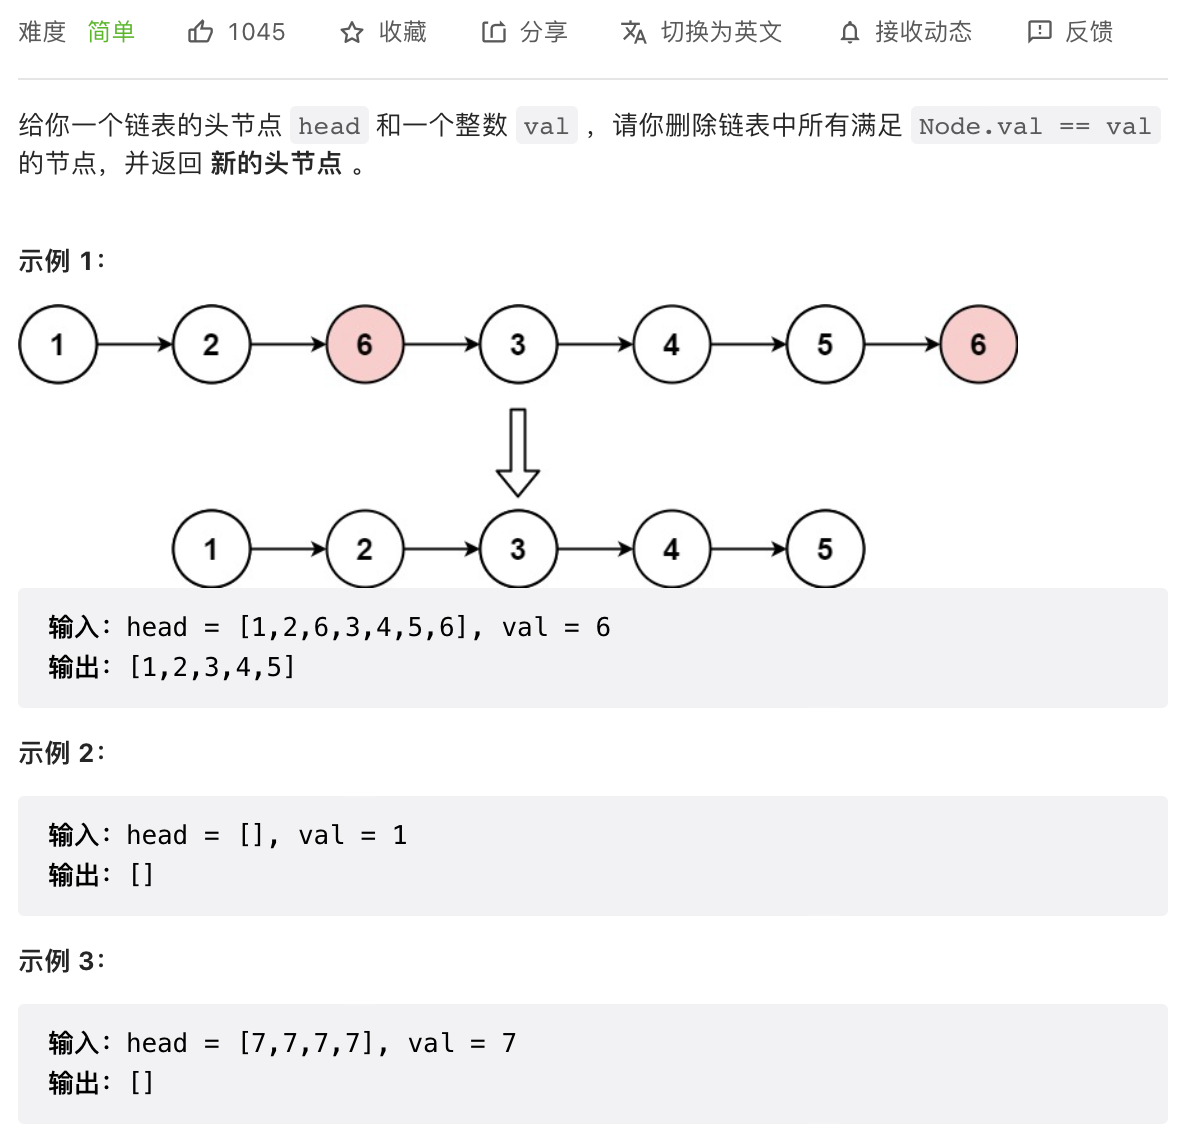 难度 简单 1045 收藏 分享 切换为英文 接收动态 反馈
给你一个链表的头节点 head 和一个整数 val ，请你删除链表中所有满足 Node.val == val
的节点，并返回 新的头节点 。
示例 1：
1 2 6 3 4 5 6
1 2 3 4 5
输入：head = [1,2,6,3,4,5,6], val = 6
输出：[1,2,3,4,5]
示例 2：
输入：head = [], val = 1
输出：[]
示例 3：
输入：head = [7,7,7,7], val = 7
输出：[]